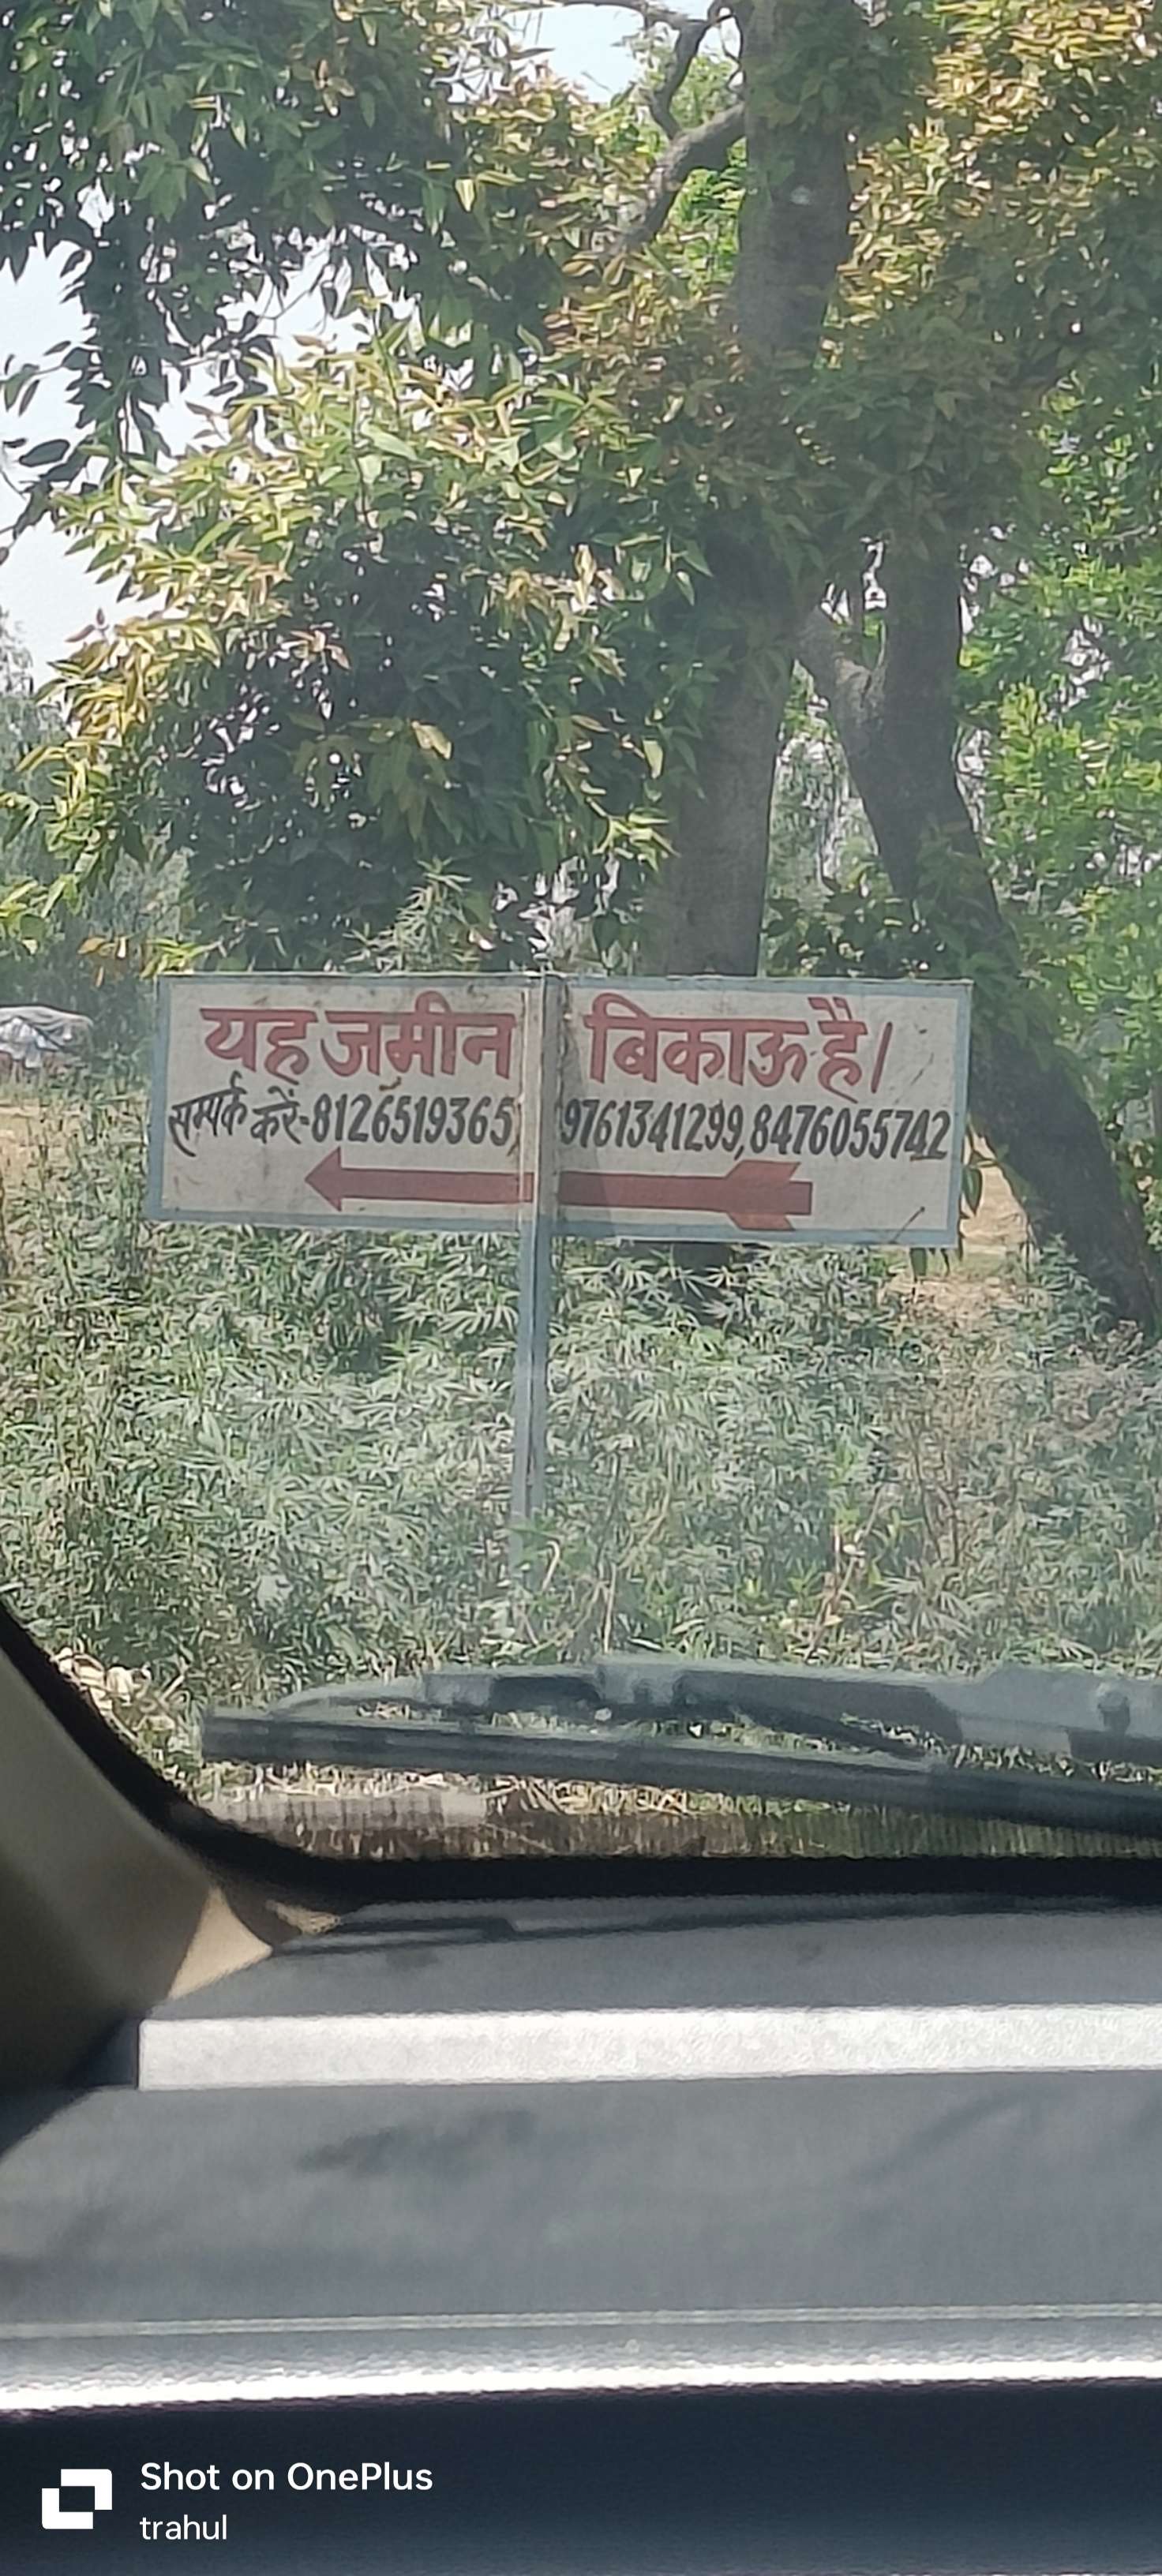 यह जमीन बिकाऊ है।
सम्पर्क करें-8126519365, 9761341299, 8476055742
Shot on OnePlus
trahul